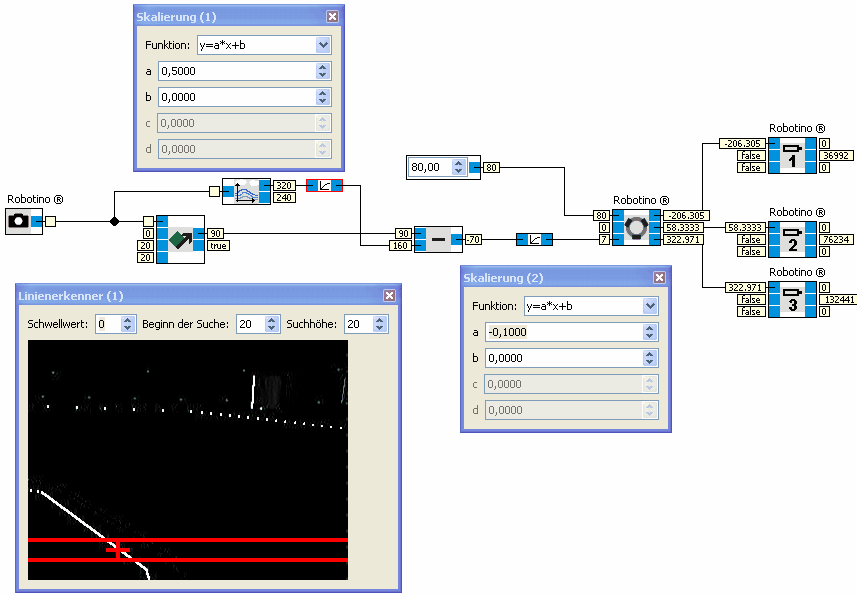 Skalierung (1)
Funktion: y=a*x+b
a 0,5000
b 0,0000
c 0,0000
d 0,0000
80,00 80
Robotino ®
-206.305 0
false 36992
false 0
1
Robotino ®
320
240
Robotino ®
80 -206.305
0 58.3333
7 322.971
Robotino ®
58.3333 0
false 76234
false 0
2
0 90
20 true
20
90
160
-70
Robotino ®
322.971 0
false 132441
false 0
3
Linienerkenner (1)
Schwellwert: 0 Beginn der Suche: 20 Suchhöhe: 20
Skalierung (2)
Funktion: y=a*x+b
a -0,1000
b 0,0000
c 0,0000
d 0,0000